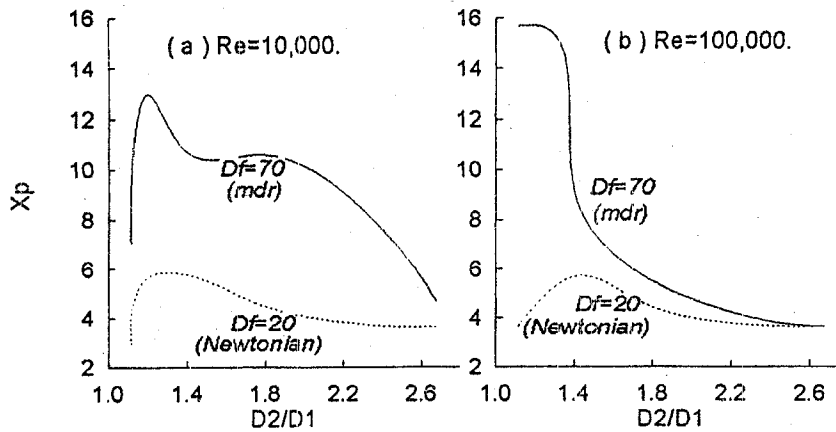 16
14
12
10
8
6
4
2
Xp
( a ) Re=10,000.
Df=70
(mdr)
Df=20
(Newtonian)
1.0 1.4 1.8 2.2 2.6
D2/D1
16
14
12
10
8
6
4
2
( b ) Re=100,000.
Df=70
(mdr)
Df=20
(Newtonian)
1.0 1.4 1.8 2.2 2.6
D2/D1